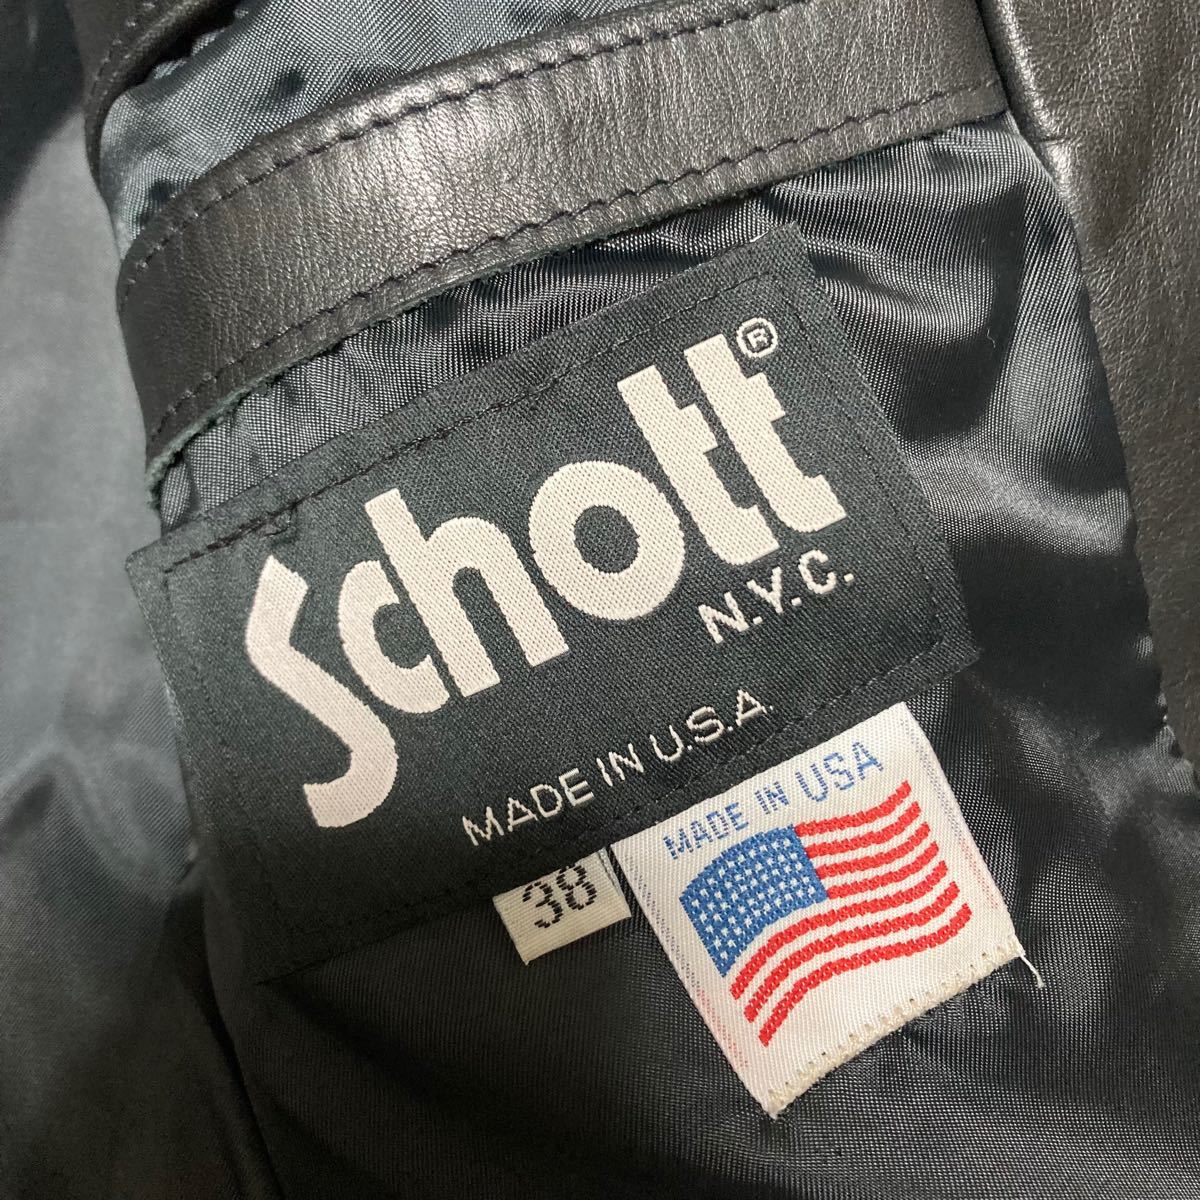 Schott®
N.Y.C.
MADE IN U.S.A.
38
MADE IN USA